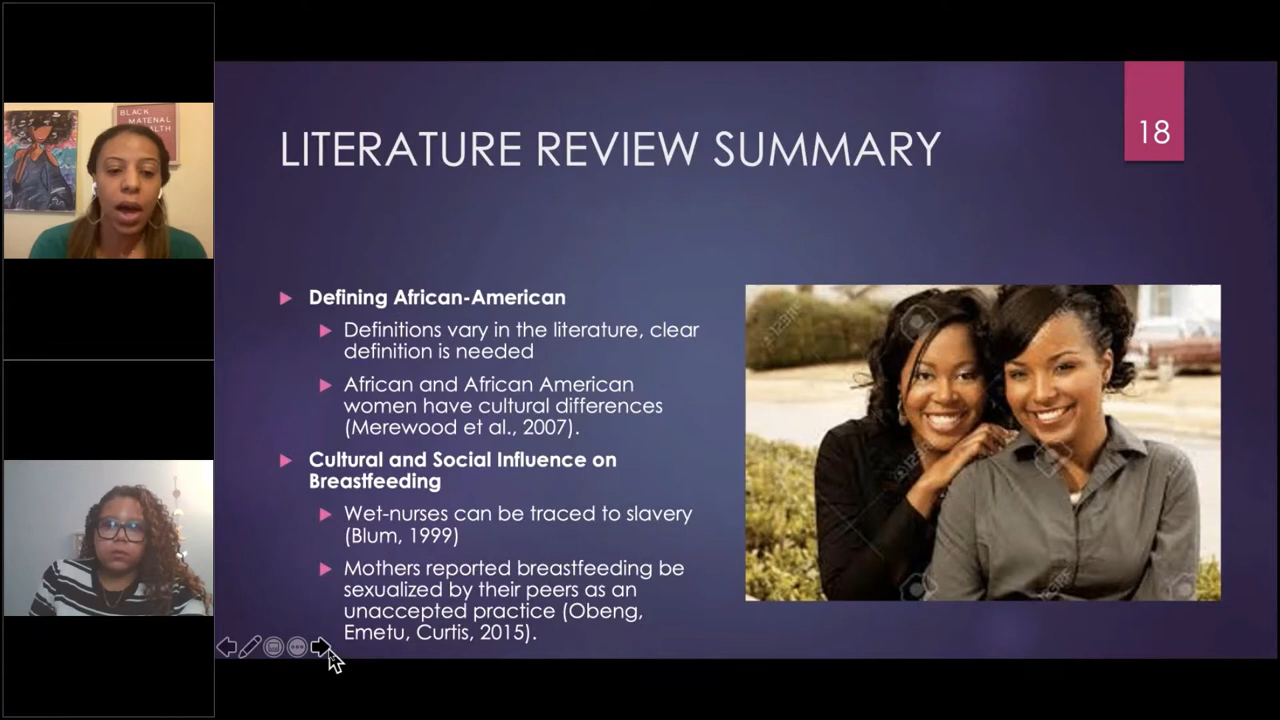 BLACK
MATENAL
LTH
LITERATURE REVIEW SUMMARY
18
Defining African-American
Definitions vary in the literature, clear
definition is needed
African and African American
women have cultural differences
(Merewood et al., 2007).
Cultural and Social Influence on
Breastfeeding
Wet-nurses can be traced to slavery
(Blum, 1999)
Mothers reported breastfeeding be
sexualized by their peers as an
unaccepted practice (Obeng,
Emetu, Curtis, 2015).